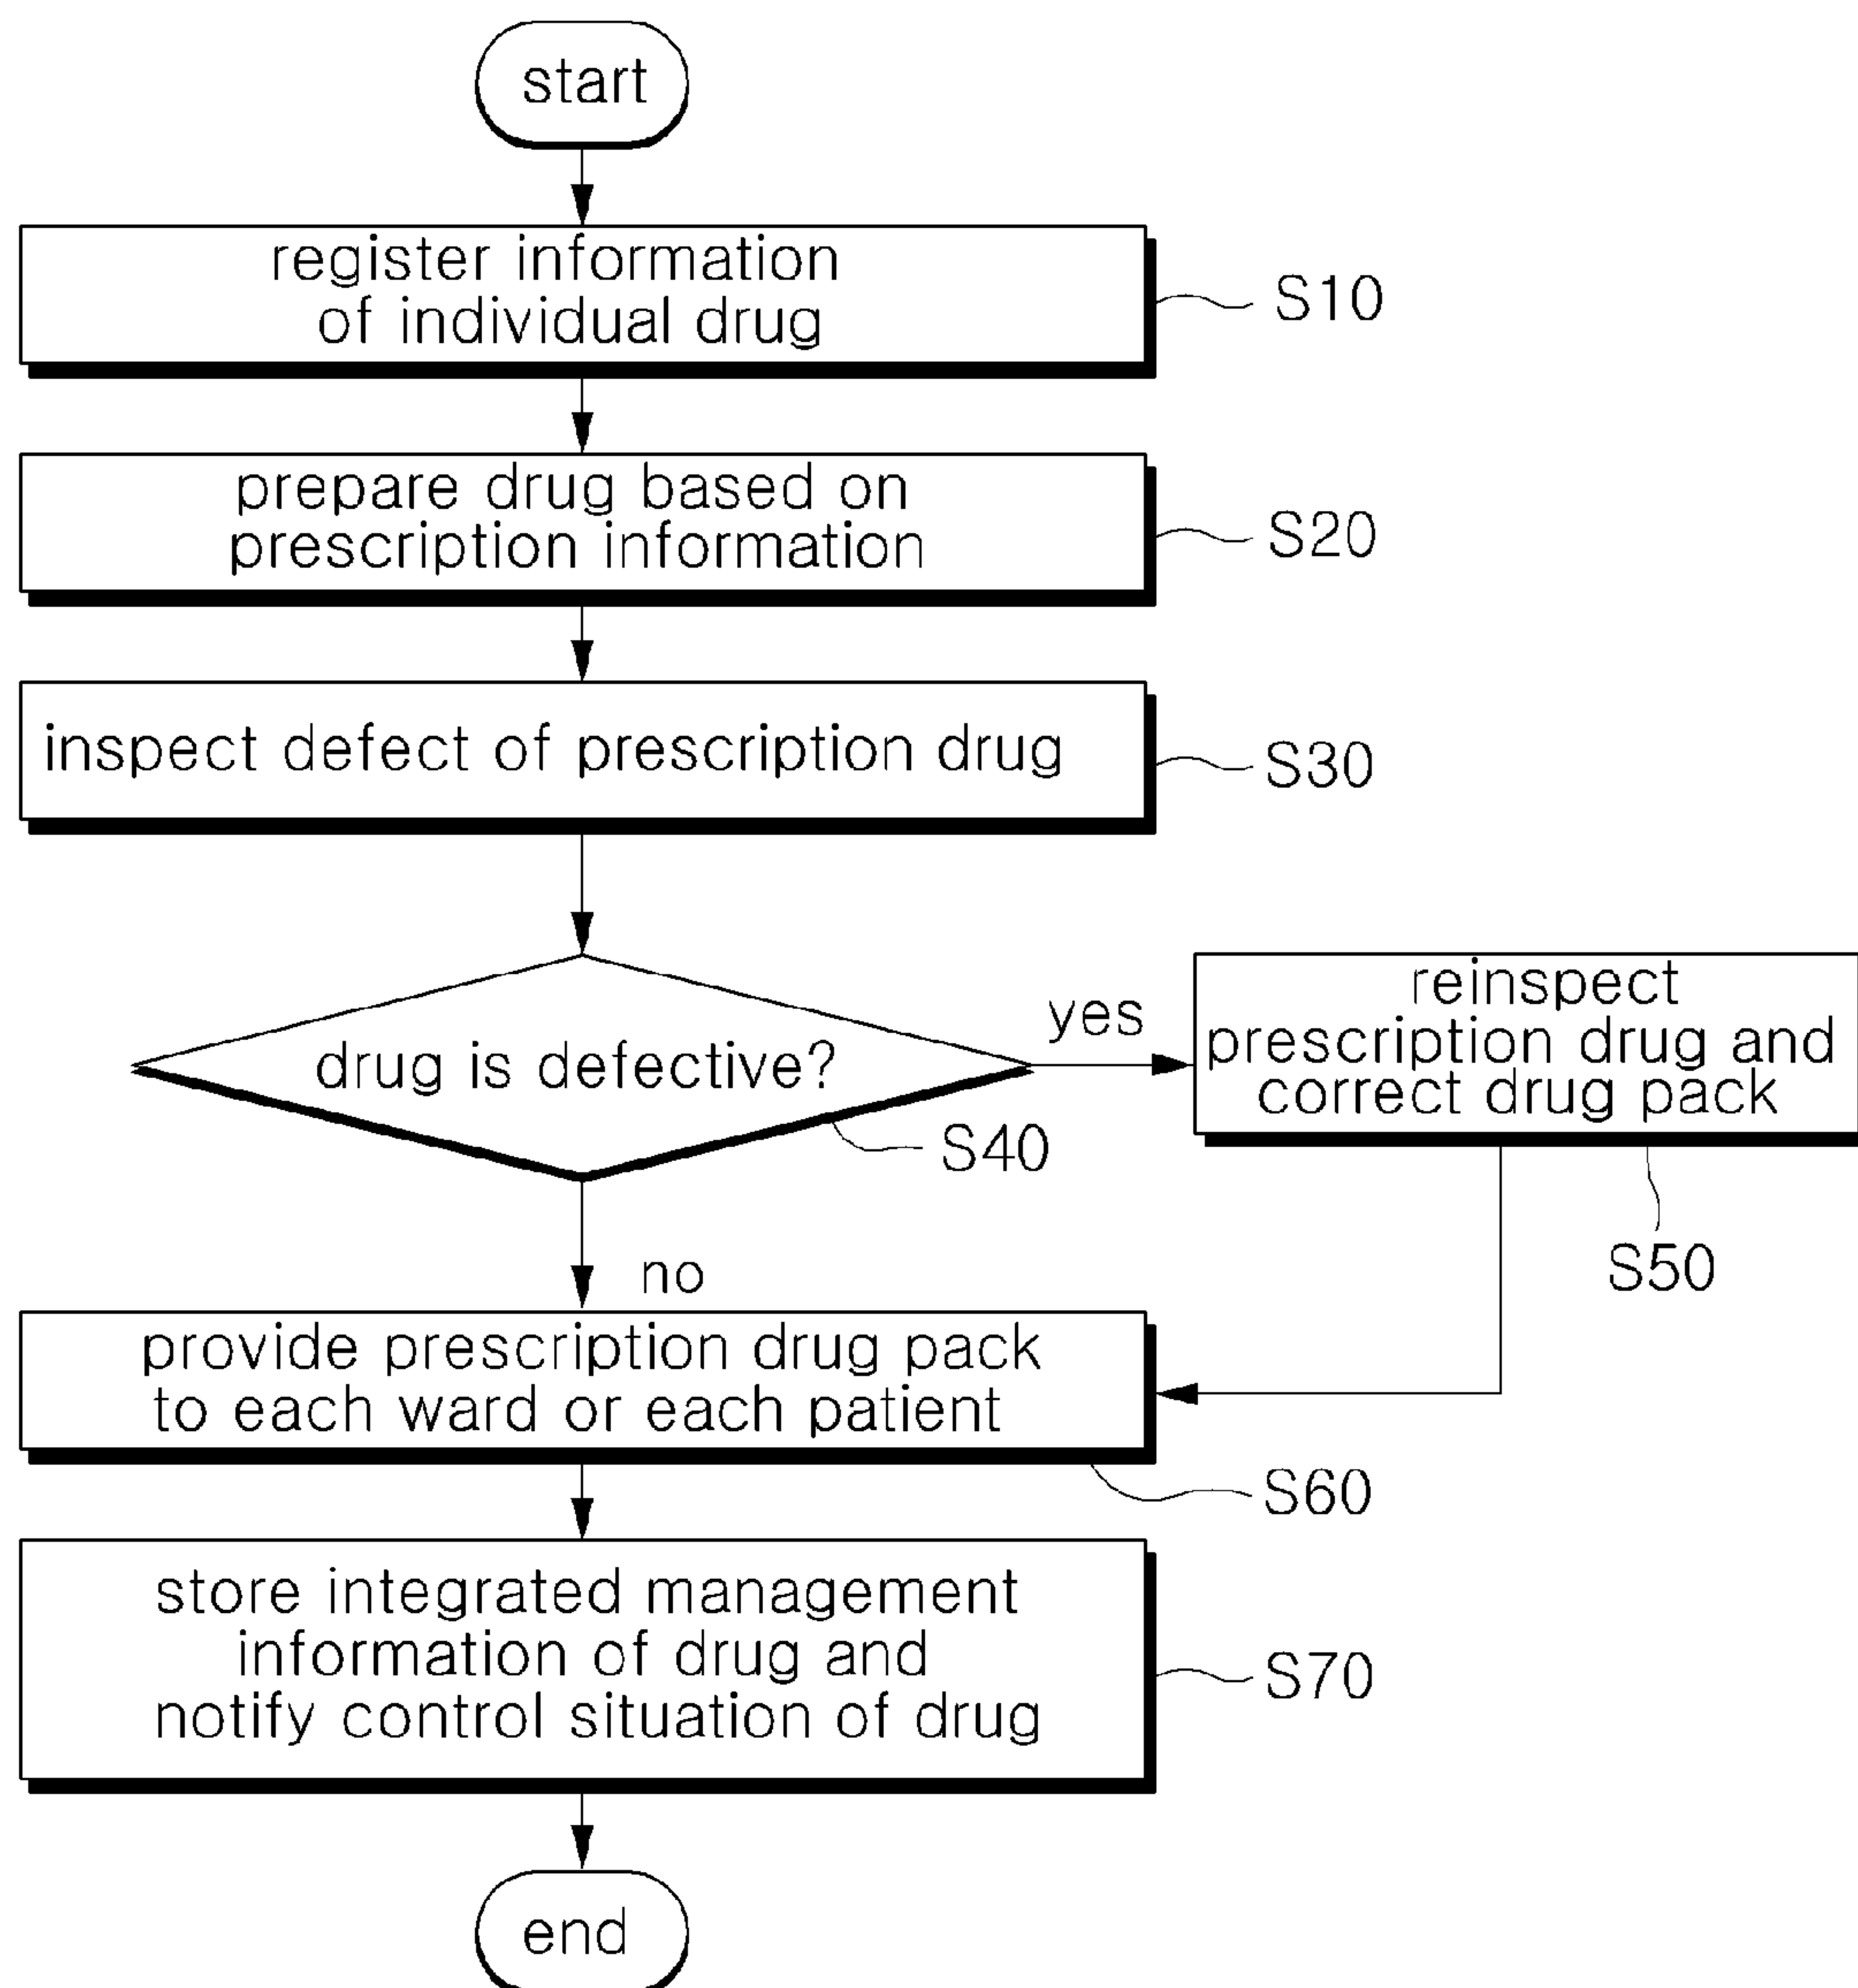 start
register information
of individual drug
S10
prepare drug based on
prescription information
S20
inspect defect of prescription drug
S30
drug is defective?
S40
yes
reinspect
prescription drug and
correct drug pack
S50
no
provide prescription drug pack
to each ward or each patient
S60
store integrated management
information of drug and
notify control situation of drug
S70
end